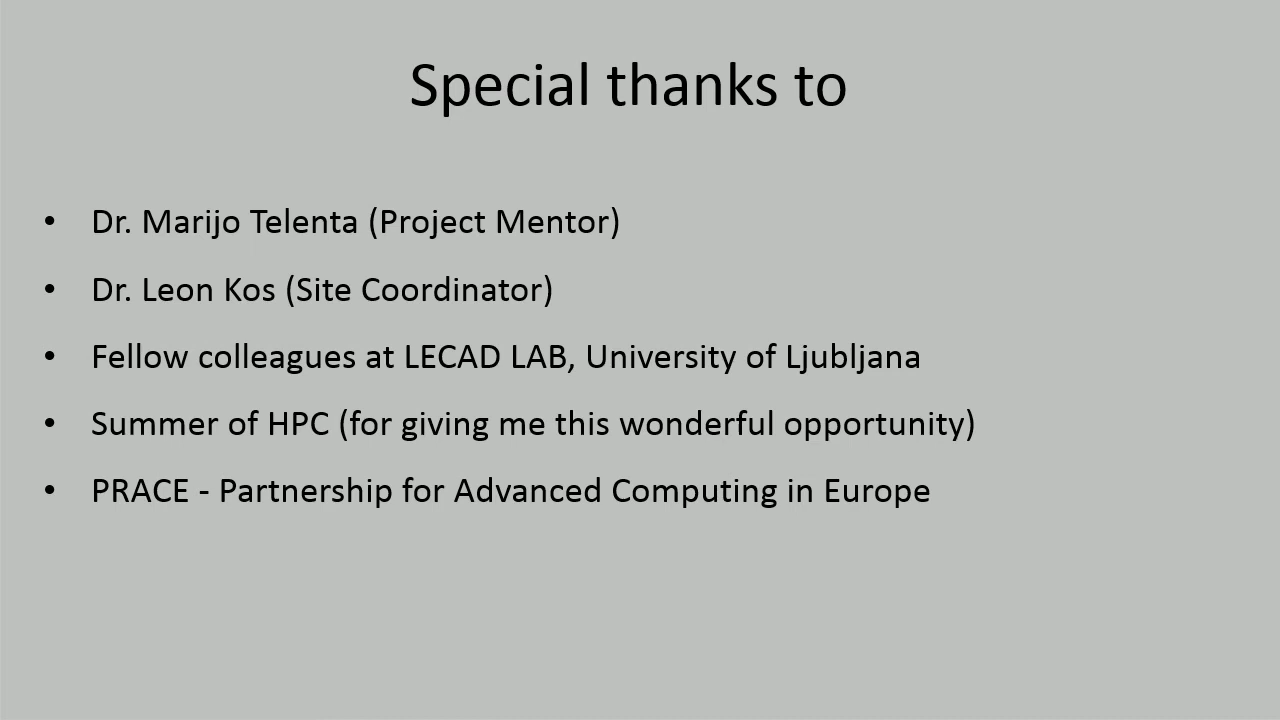 Special thanks to
• Dr. Marijo Telenta (Project Mentor)
• Dr. Leon Kos (Site Coordinator)
• Fellow colleagues at LECAD LAB, University of Ljubljana
• Summer of HPC (for giving me this wonderful opportunity)
• PRACE - Partnership for Advanced Computing in Europe